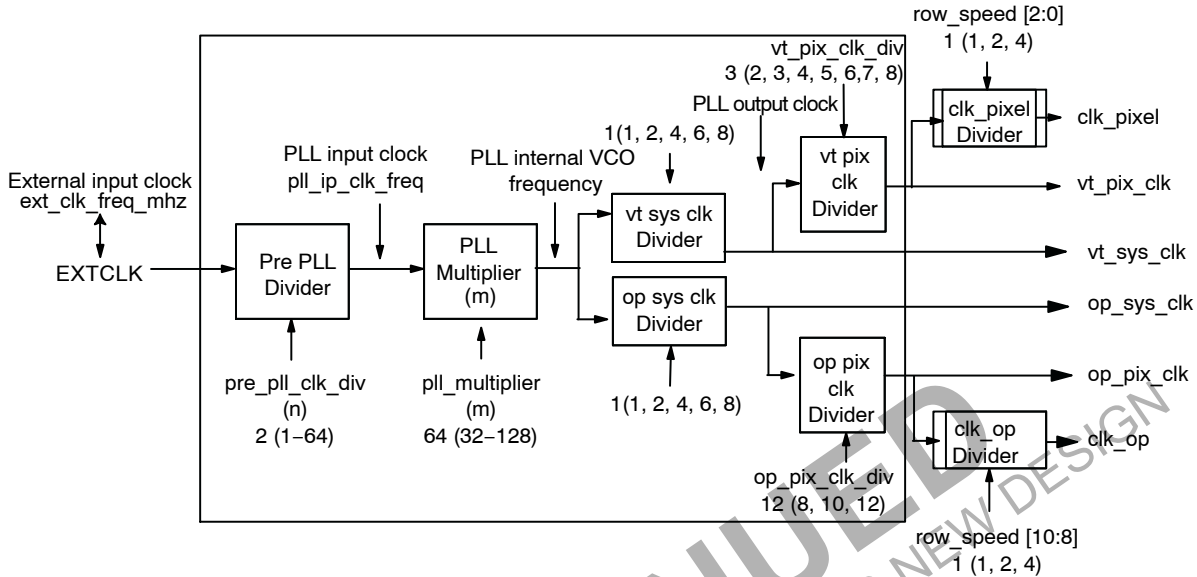 row_speed [2:0]
1 (1, 2, 4)
vt_pix_clk_div
3 (2, 3, 4, 5, 6,7, 8)
PLL output clock
clk_pixel
Divider
clk_pixel
1(1, 2, 4, 6, 8)
PLL input clock
pll_ip_clk_freq
PLL internal VCO
frequency
vt pix
clk
Divider
External input clock
ext_clk_freq_mhz
vt_pix_clk
vt sys clk
Divider
vt_sys_clk
EXTCLK
Pre PLL
Divider
PLL
Multiplier
(m)
op sys clk
Divider
op_sys_clk
op pix
clk
Divider
op_pix_clk
pre_pll_clk_div
(n)
2 (1–64)
pll_multiplier
(m)
64 (32–128)
1(1, 2, 4, 6, 8)
clk_op
Divider
clk_op
op_pix_clk_div
12 (8, 10, 12)
row_speed [10:8]
1 (1, 2, 4)
NEW DESIGN